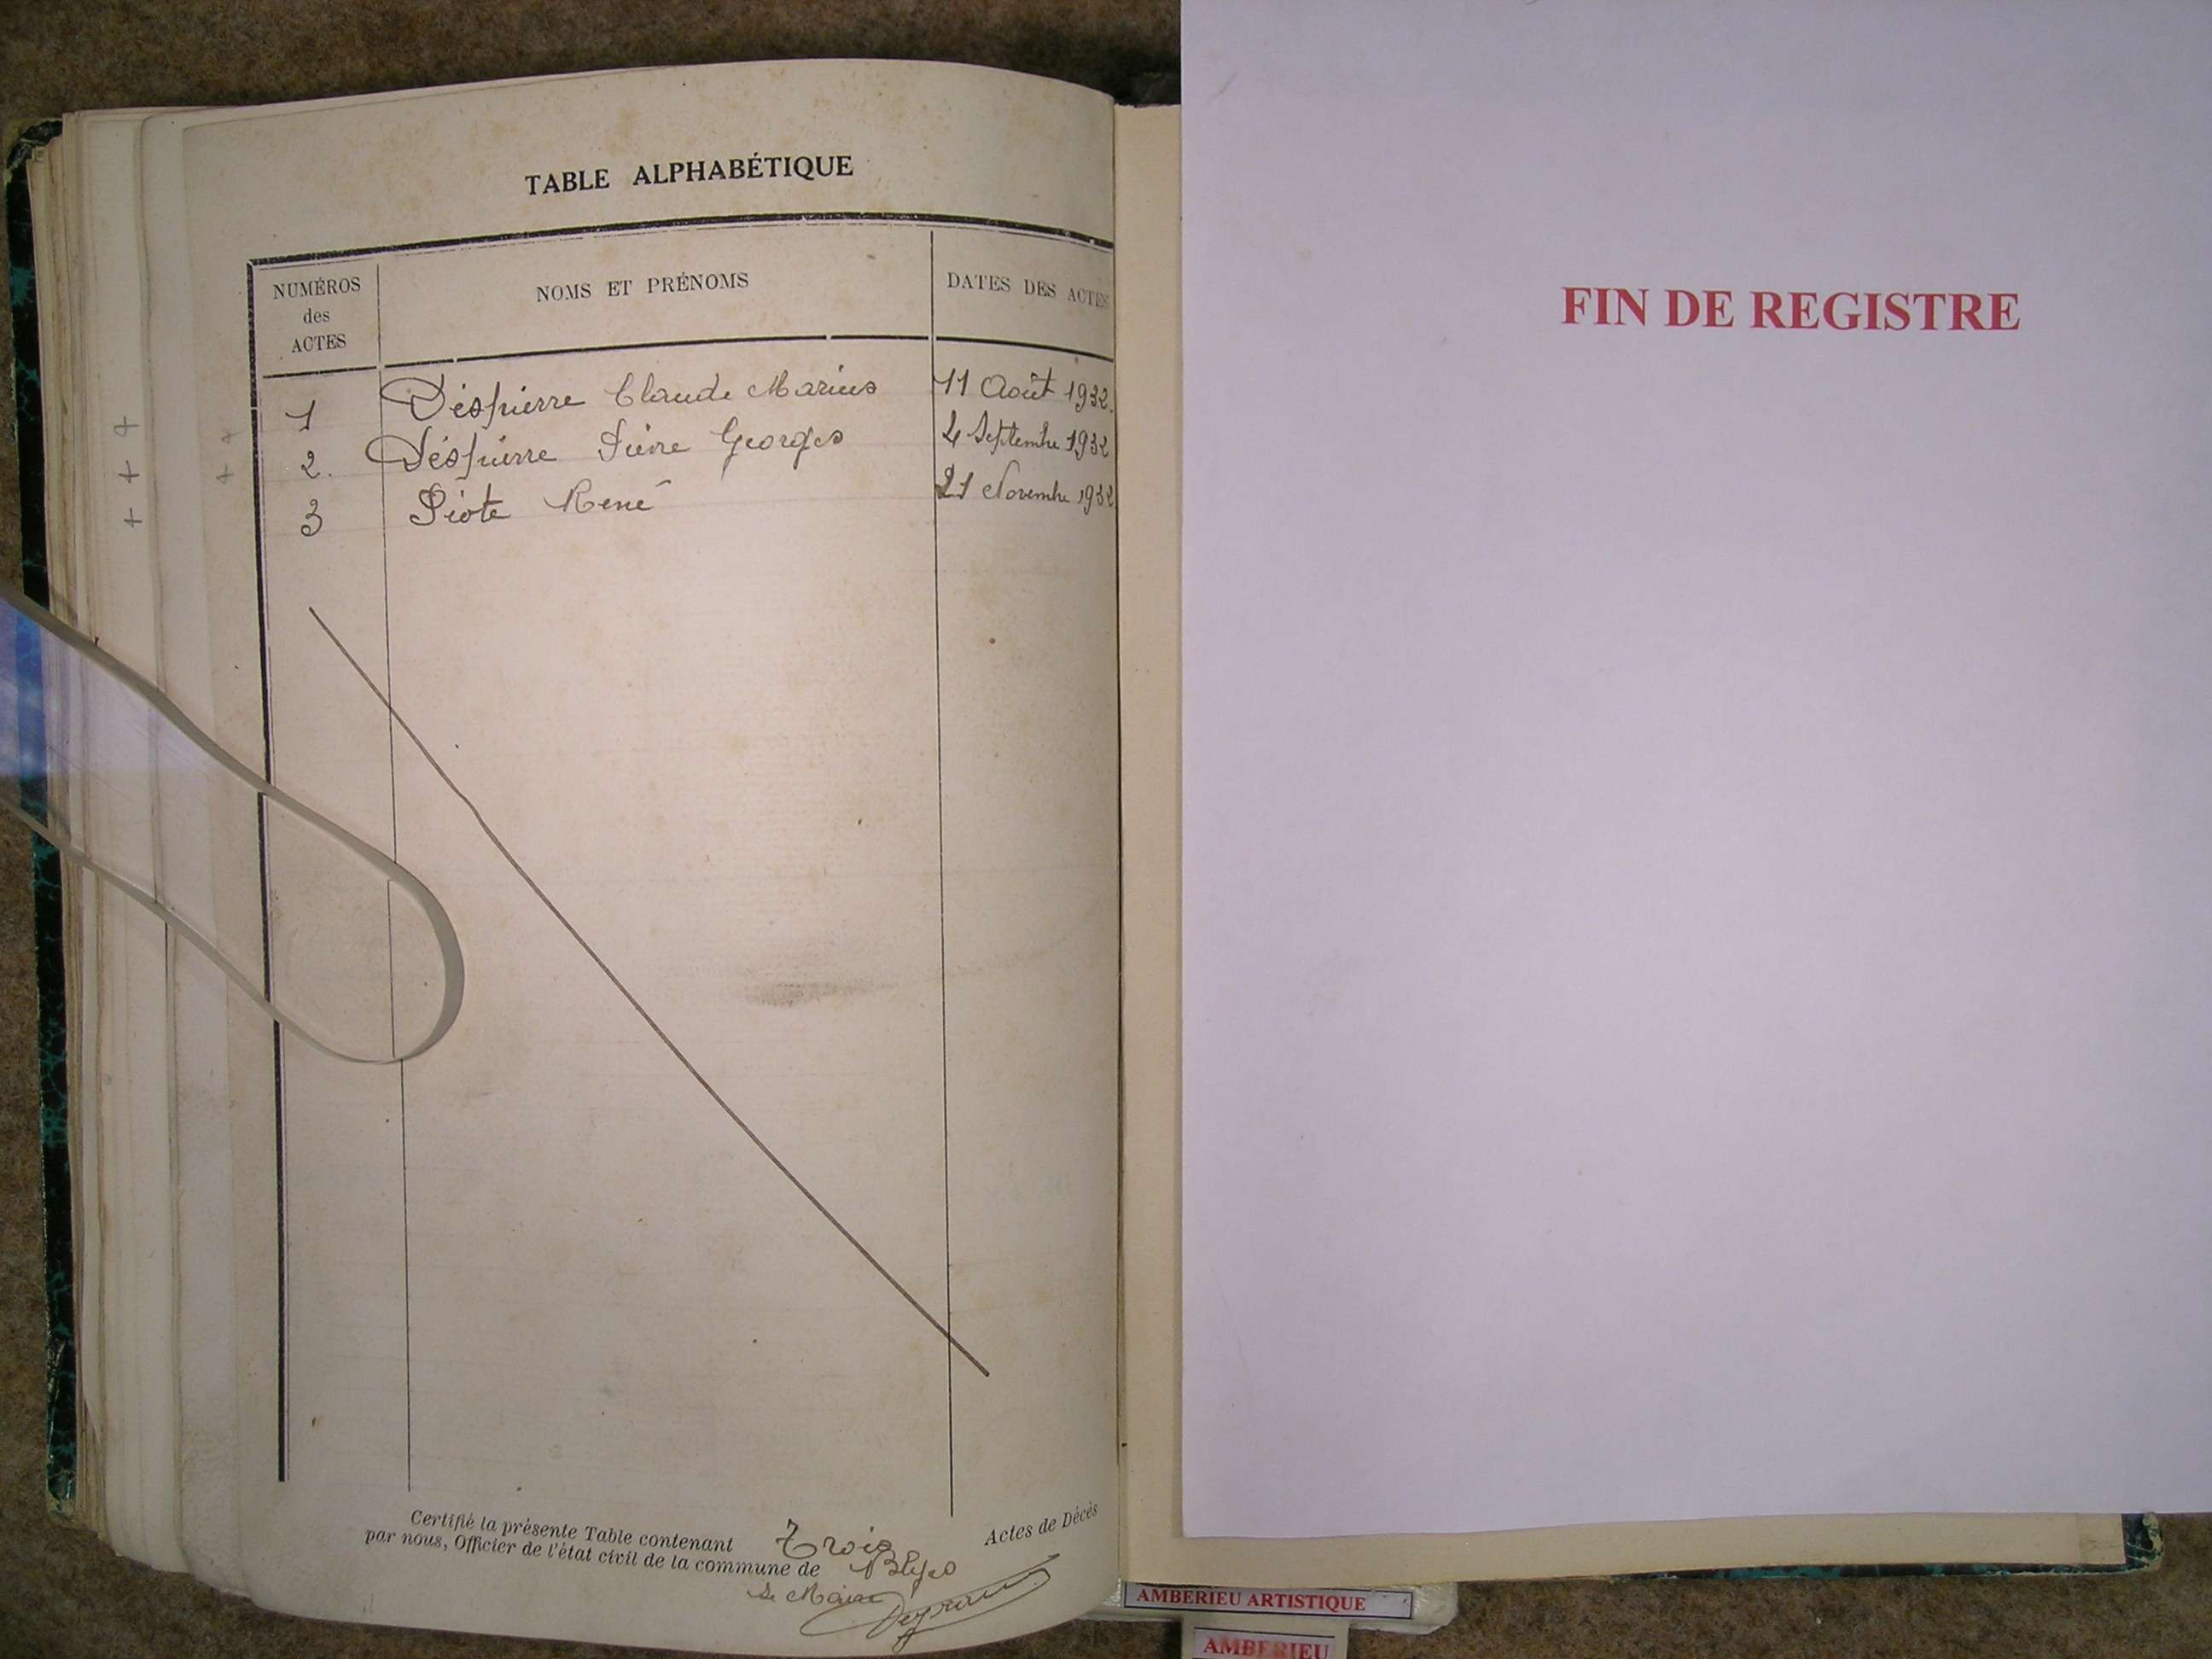 TABLE ALPHABÉTIQUE
NUMÉROS
des
ACTES
NOMS ET PRÉNOMS
DATES DES ACTES
1 Déspierre Claude Marius 11 Août 1932.
2. Déspierre Pierre Georges 4 Septembre 1932
3 Piote René 21 Novembre 1932
Certifié la présente Table contenant Trois Actes de Décès
par nous, Officier de l'état civil de la commune de
Le Maire
FIN DE REGISTRE
AMBERIEU ARTISTIQUE
AMBERIEU